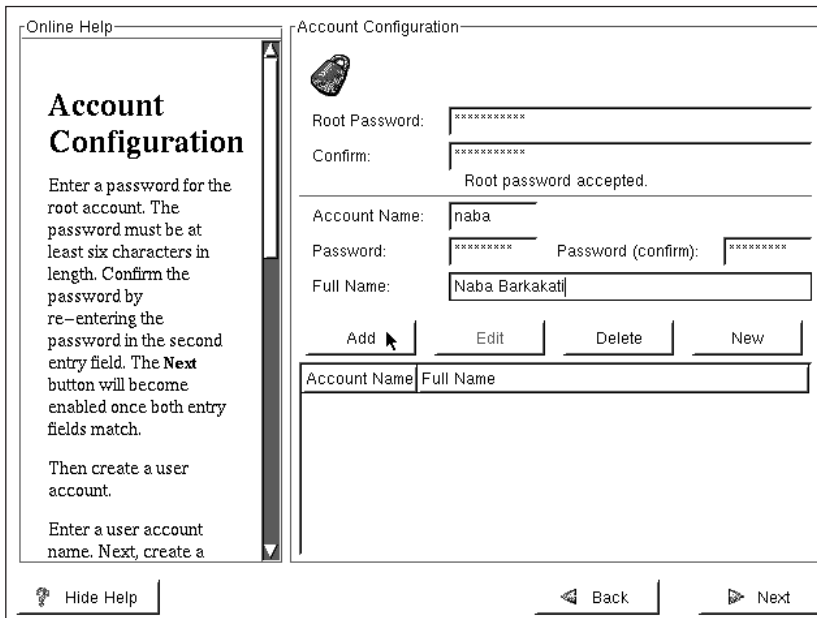 Online Help
Account
Configuration
Enter a password for the
root account. The
password must be at
least six characters in
length. Confirm the
password by
re–entering the
password in the second
entry field. The Next
button will become
enabled once both entry
fields match.
Then create a user
account.
Enter a user account
name. Next, create a
Account Configuration
Root Password: ***********
Confirm: ***********
Root password accepted.
Account Name: naba
Password: ********* Password (confirm): *********
Full Name: Naba Barkakati
Add Edit Delete New
Account Name Full Name
Hide Help Back Next